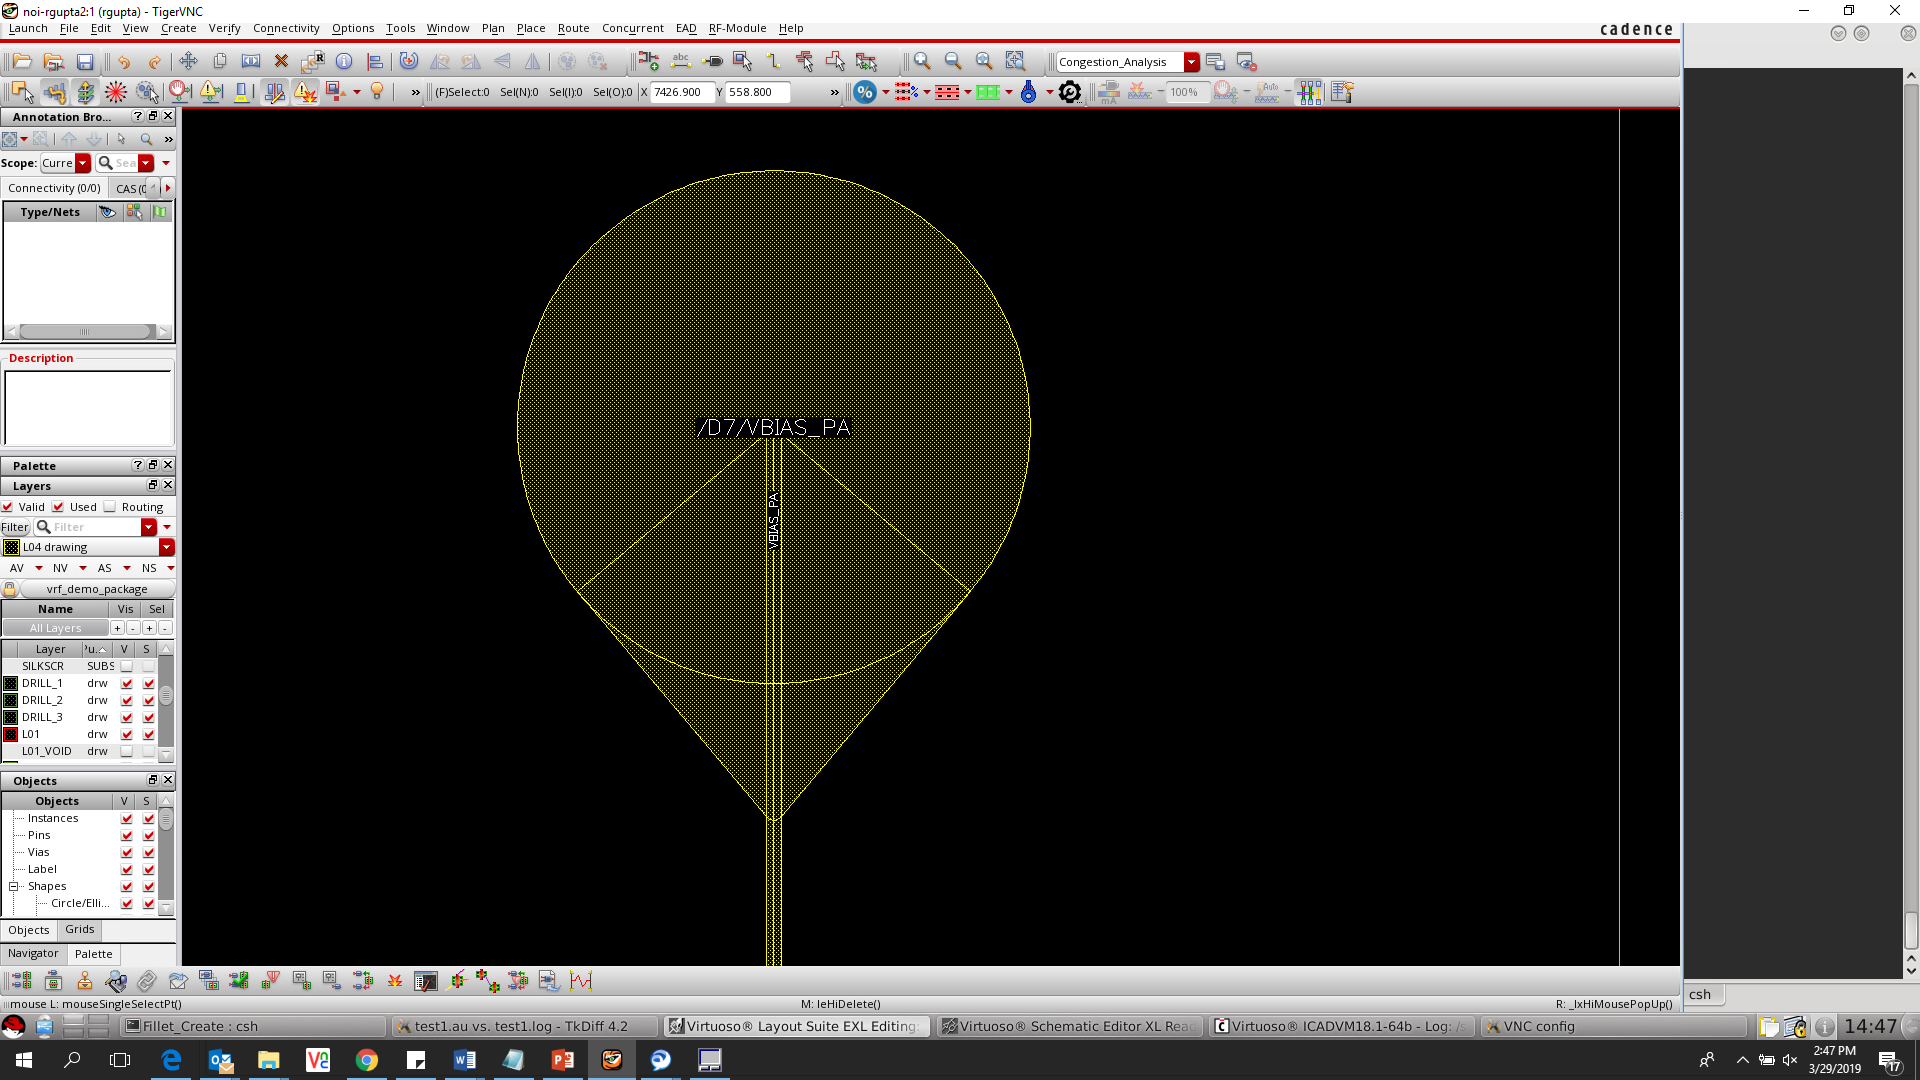 noi-rgupta2:1 (rgupta) - TigerVNC
Launch File Edit View Create Verify Connectivity Options Tools Window Plan Place Route Concurrent EAD RF-Module Help
cadence
Congestion_Analysis
(F)Select:0 Sel(N):0 Sel(I):0 Sel(O):0 X 7426.900 Y 558.800
» mA 100% Auto
Annotation Bro...
Scope: Curre Sea
Connectivity (0/0) CAS (0
Type/Nets
Description
Palette
Layers
Valid Used Routing
Filter Filter
L04 drawing
AV NV AS NS
vrf_demo_package
Name Vis Sel
All Layers + - + -
Layer V S
SILKSCR SUBS
DRILL_1 drw
DRILL_2 drw
DRILL_3 drw
L01 drw
L01_VOID drw
Objects
Objects V S
Instances
Pins
Vias
Label
Shapes
Circle/Elli...
Objects Grids
Navigator Palette
/D7/VBIAS_PA
VBIAS_PA
mouse L: mouseSingleSelectPt() M: leHiDelete() R: _lxHiMousePopUp()
csh
Fillet_Create : csh
test1.au vs. test1.log - TkDiff 4.2
Virtuoso® Layout Suite EXL Editing:
Virtuoso® Schematic Editor XL Read
Virtuoso® ICADVM18.1-64b - Log: /s
VNC config
14:47
2:47 PM
3/29/2019
17